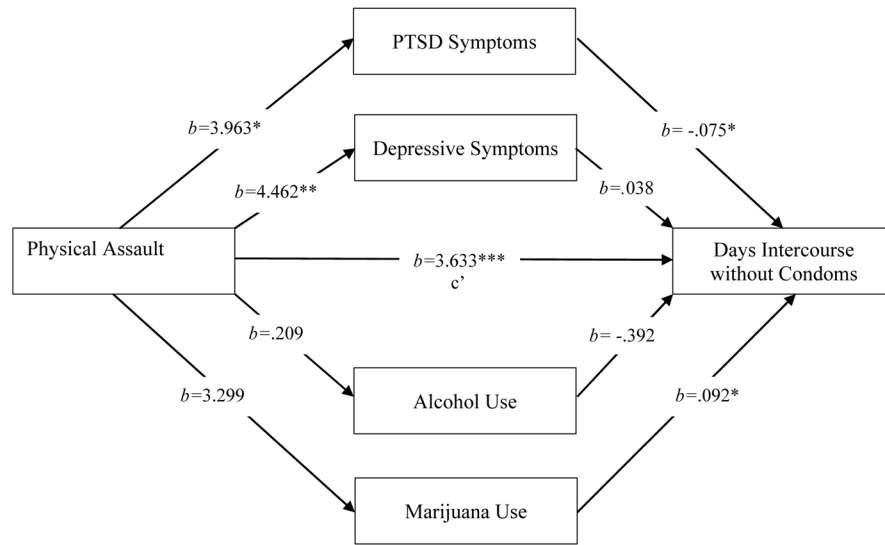 PTSD Symptoms
b=3.963*
b= -.075*
Depressive Symptoms
b=4.462**
b=.038
Physical Assault
b=3.633***
c’
Days Intercourse
without Condoms
b=.209
b= -.392
Alcohol Use
b=3.299
b=.092*
Marijuana Use